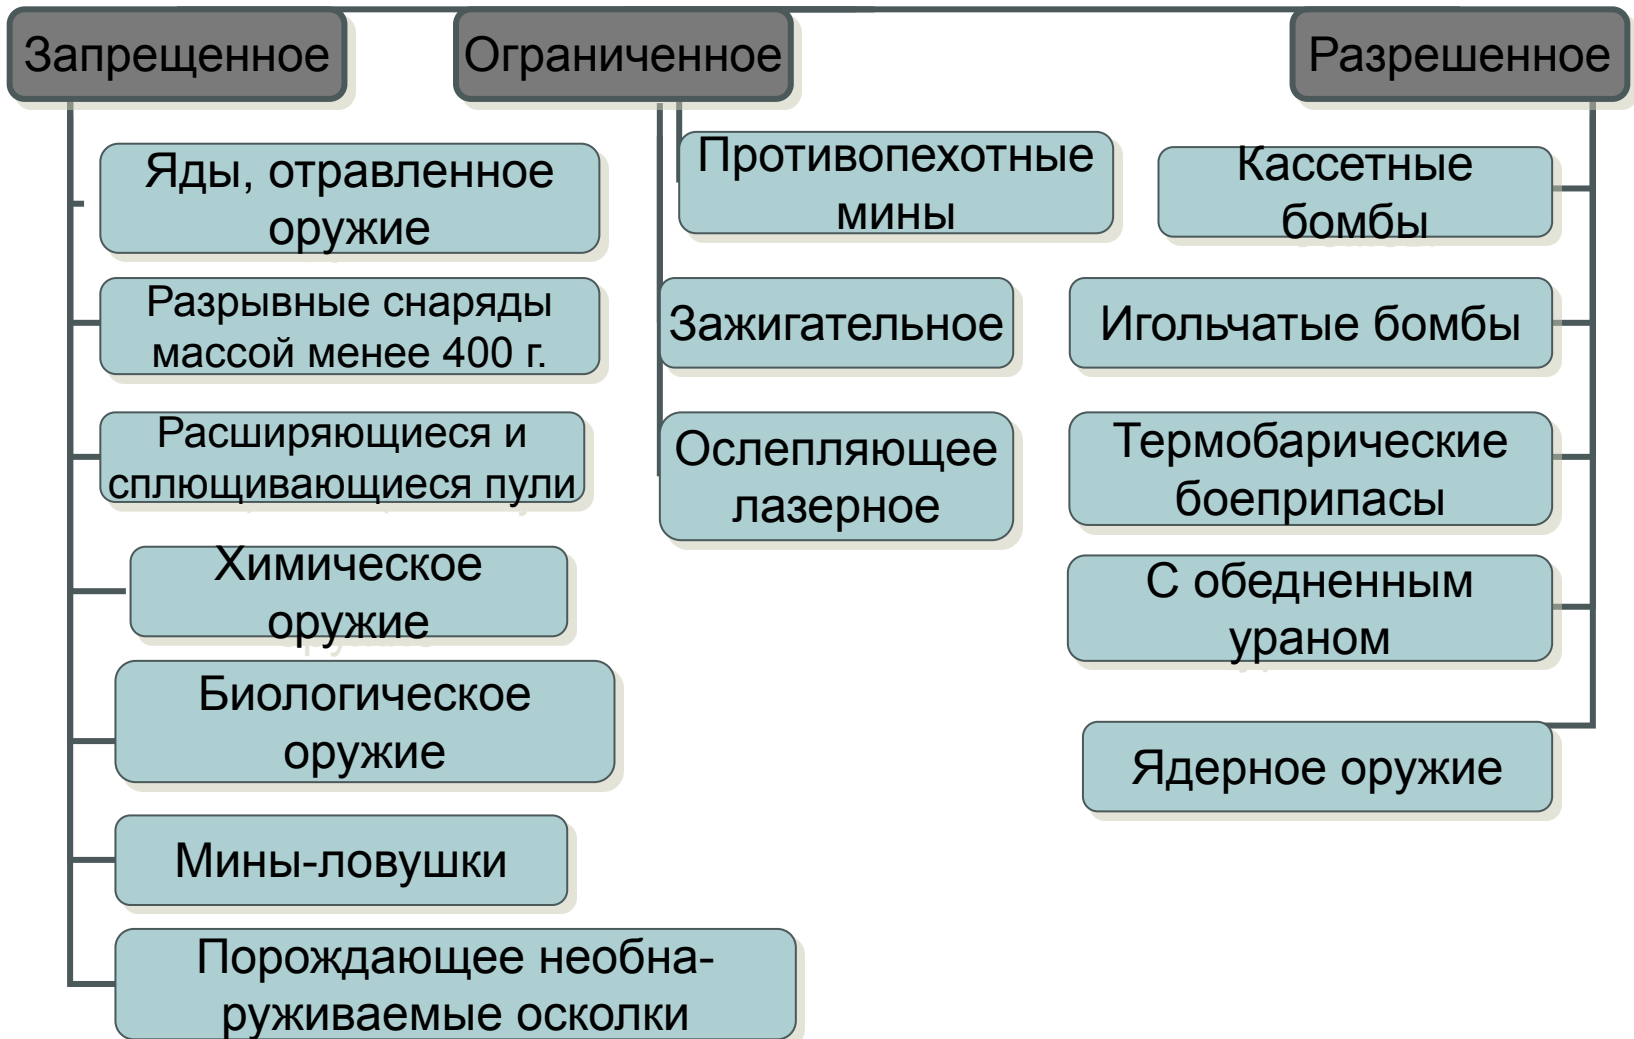 Запрещенное
Ограниченное
Разрешенное
Яды, отравленное
оружие
Разрывные снаряды
массой менее 400 г.
Расширяющиеся и
сплющивающиеся пули
Химическое
оружие
Биологическое
оружие
Мины-ловушки
Порождающее необна-
руживаемые осколки
Противопехотные
мины
Зажигательное
Ослепляющее
лазерное
Кассетные
бомбы
Игольчатые бомбы
Термобарические
боеприпасы
С обедненным
ураном
Ядерное оружие